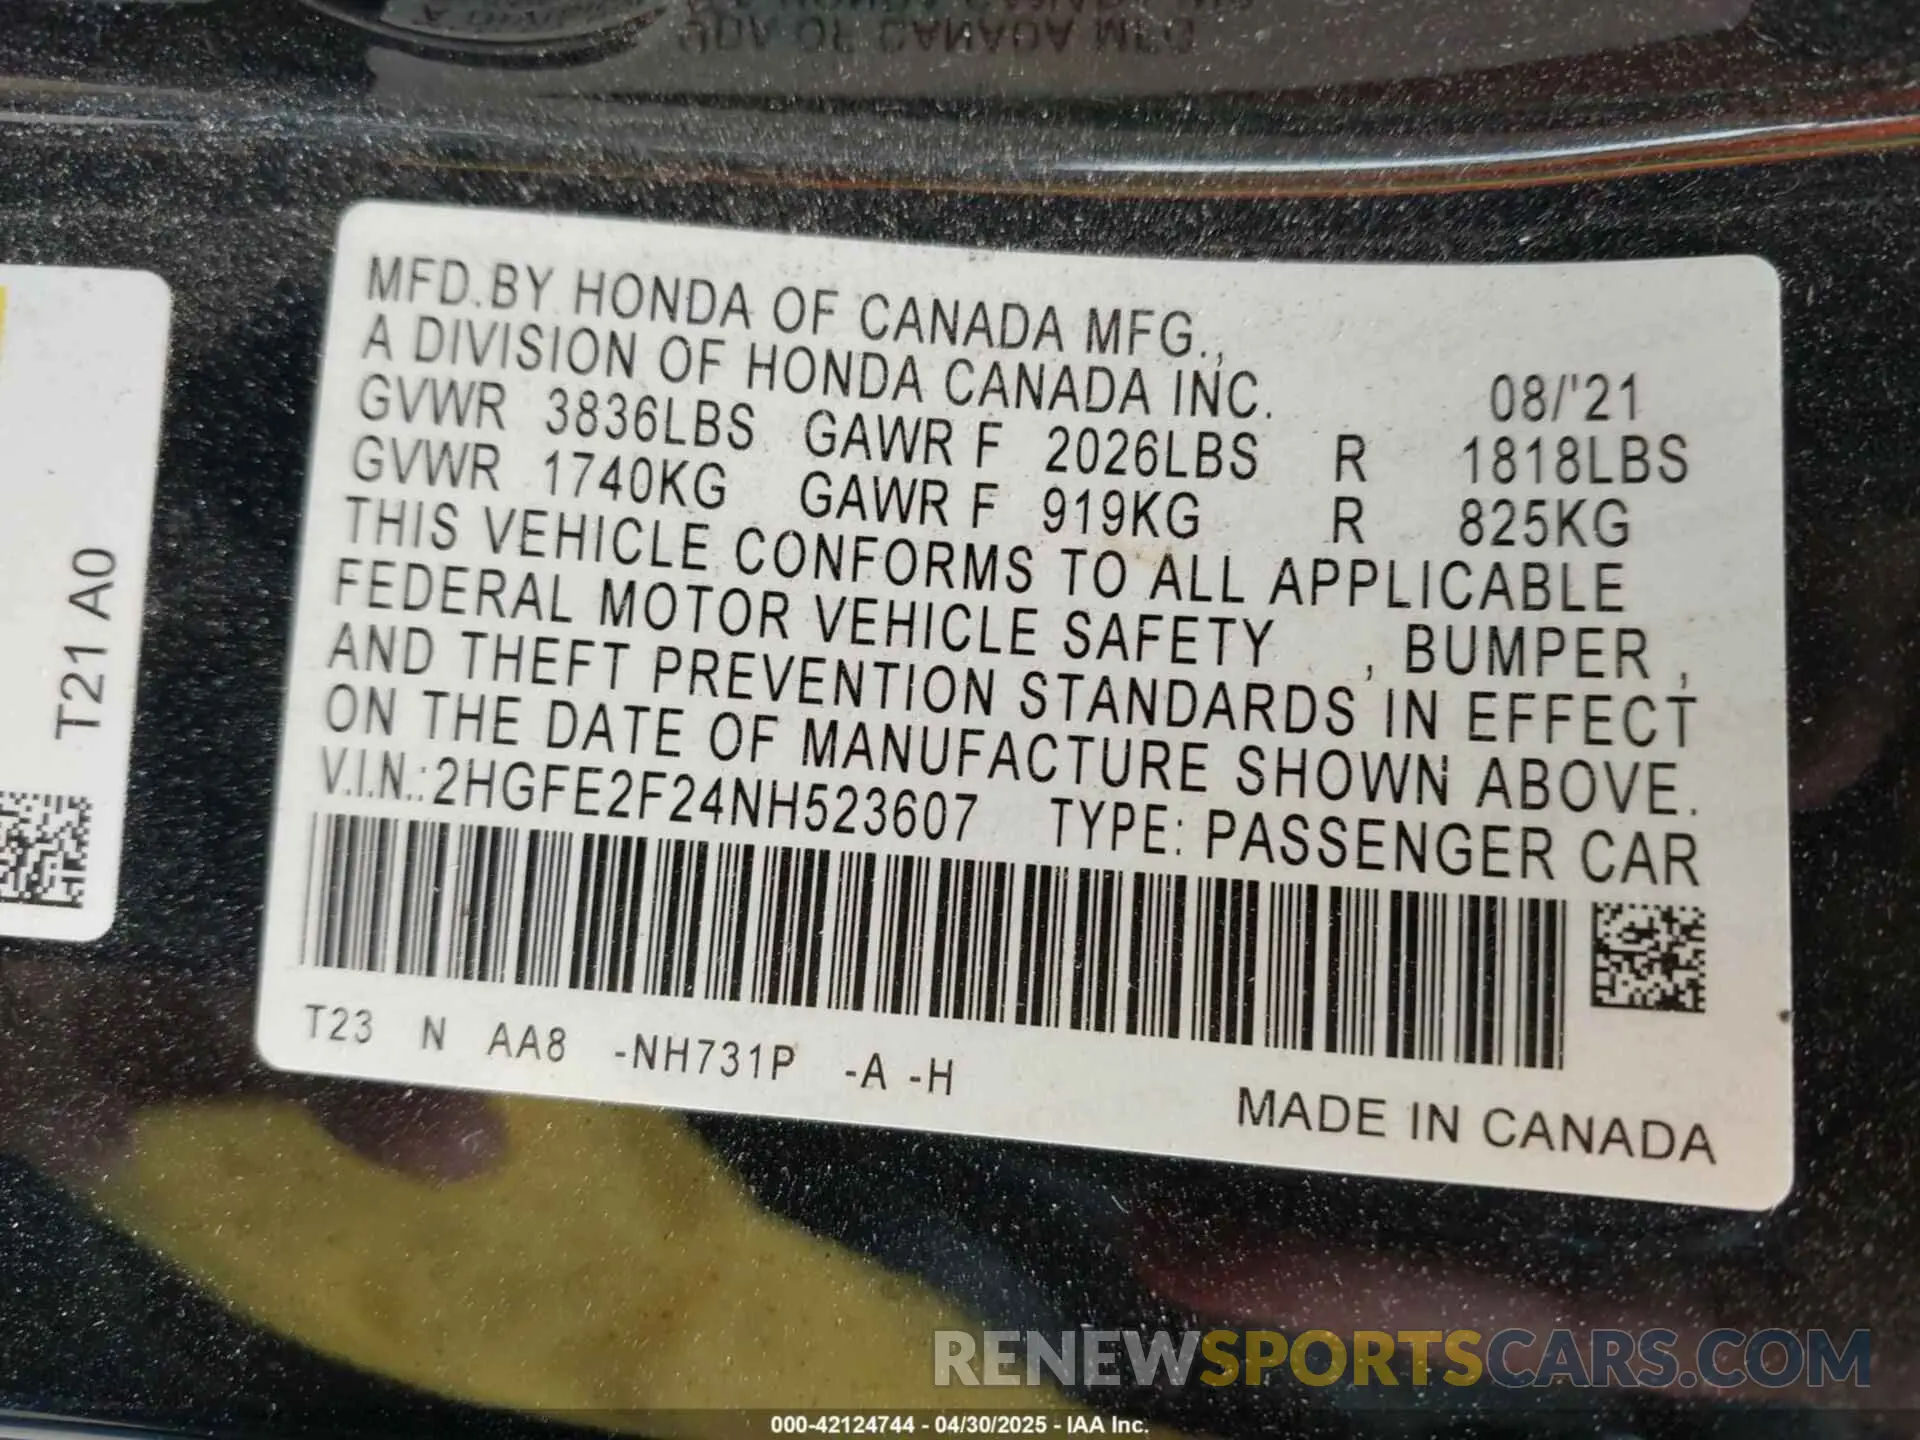 MFD.BY HONDA OF CANADA MFG.,
A DIVISION OF HONDA CANADA INC. 08/'21
GVWR 3836LBS GAWR F 2026LBS R 1818LBS
GVWR 1740KG GAWR F 919KG R 825KG
THIS VEHICLE CONFORMS TO ALL APPLICABLE
FEDERAL MOTOR VEHICLE SAFETY , BUMPER ,
AND THEFT PREVENTION STANDARDS IN EFFECT
ON THE DATE OF MANUFACTURE SHOWN ABOVE.
V.I.N.:2HGFE2F24NH523607 TYPE: PASSENGER CAR
T23 N AA8 -NH731P -A -H
MADE IN CANADA
T21 A0
RENEWSPORTSCARS.COM
000-42124744 - 04/30/2025 - IAA Inc.